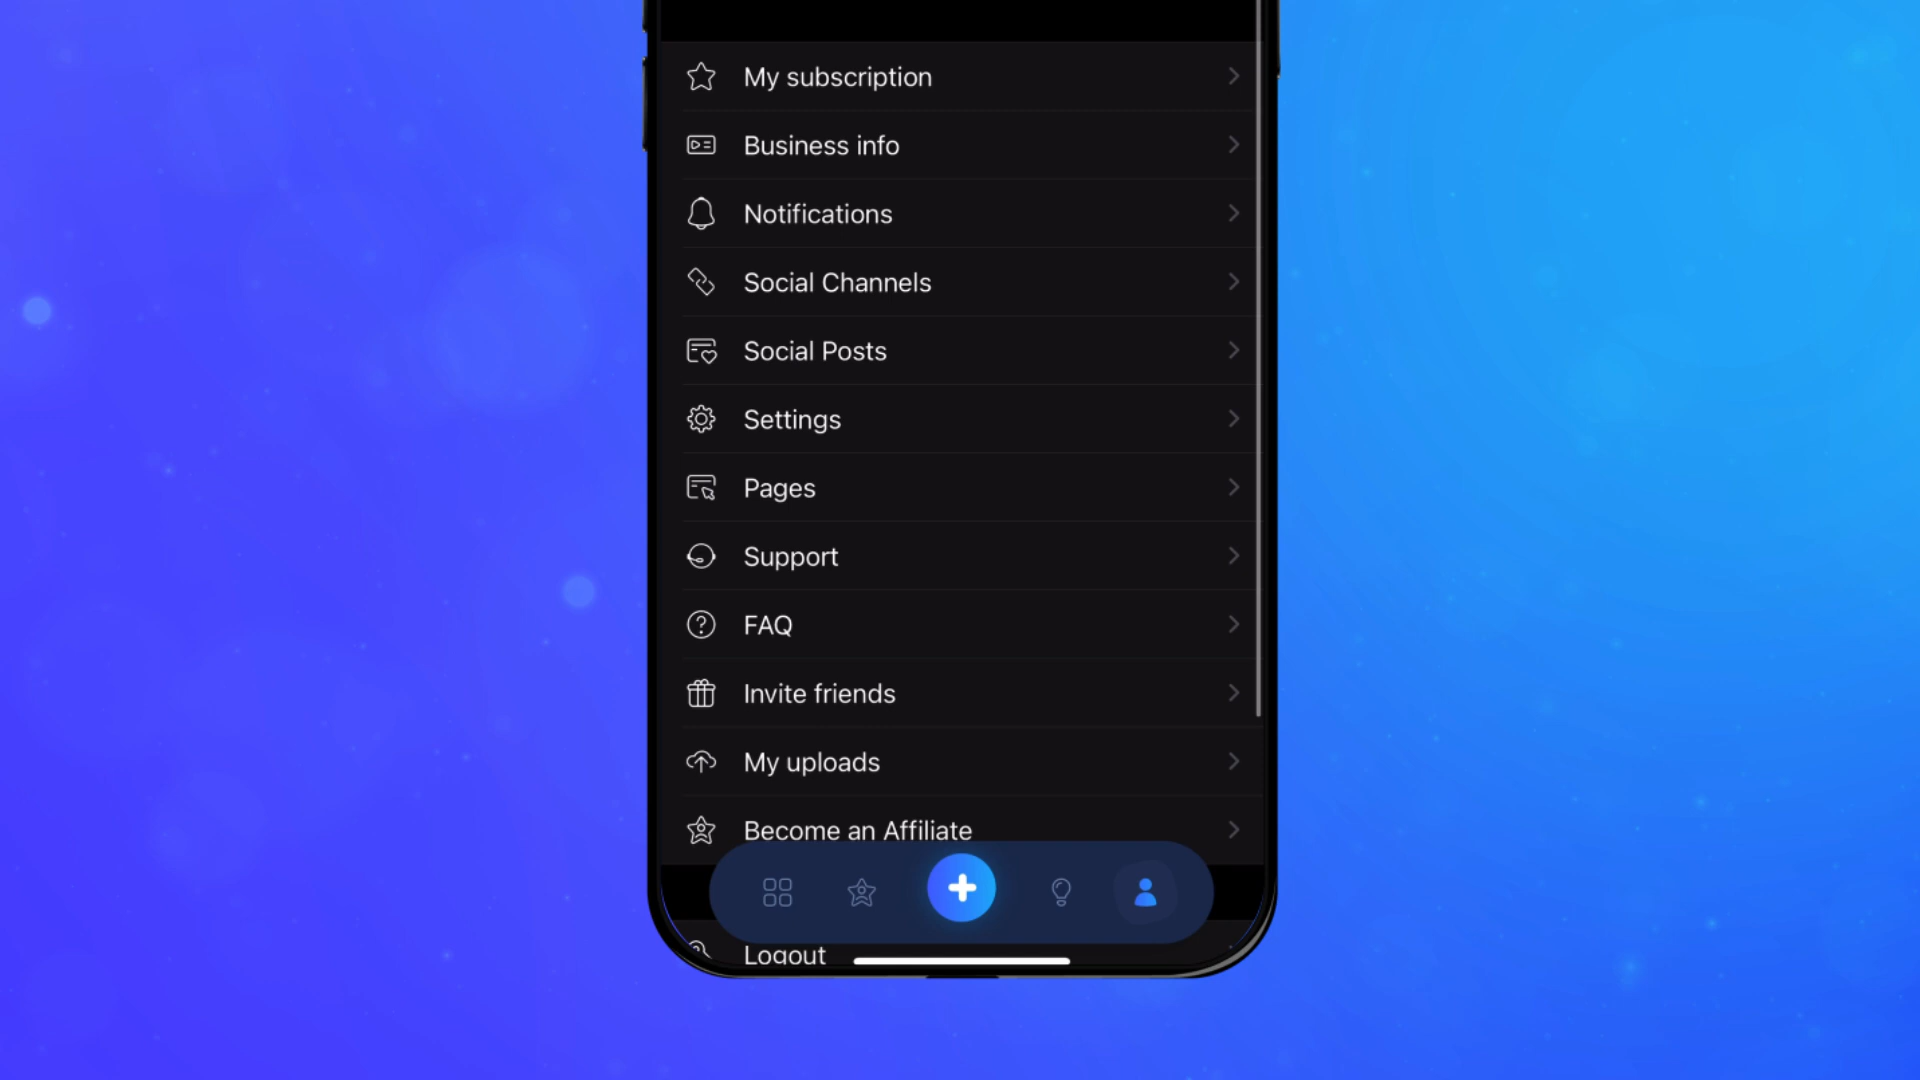 My subscription
Business info
Notifications
Social Channels
Social Posts
Settings
Pages
Support
FAQ
Invite friends
My uploads
Become an Affiliate
Logout